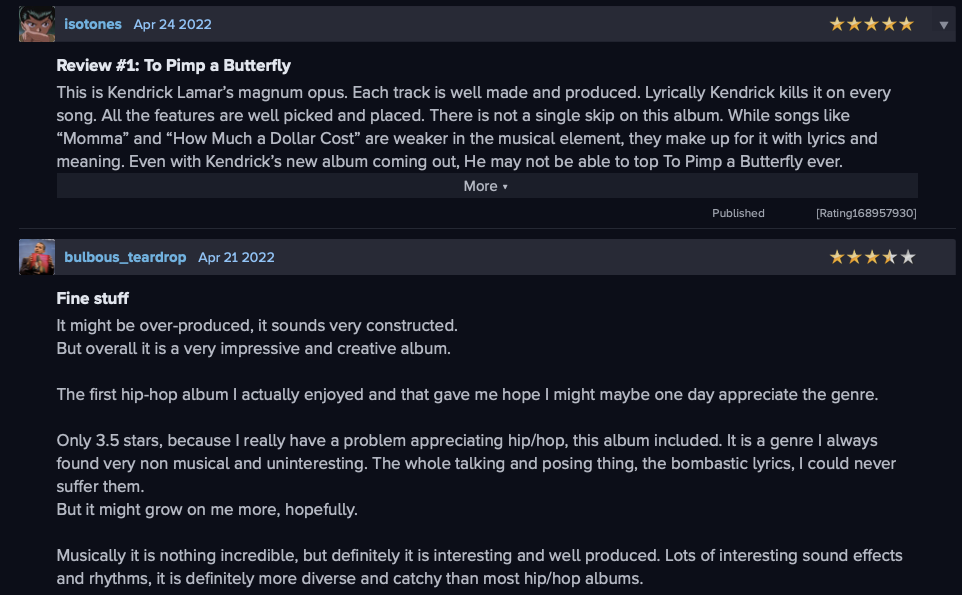 isotones Apr 24 2022
Review #1: To Pimp a Butterfly
This is Kendrick Lamar’s magnum opus. Each track is well made and produced. Lyrically Kendrick kills it on every
song. All the features are well picked and placed. There is not a single skip on this album. While songs like
“Momma” and “How Much a Dollar Cost” are weaker in the musical element, they make up for it with lyrics and
meaning. Even with Kendrick’s new album coming out, He may not be able to top To Pimp a Butterfly ever.
More ▾
Published [Rating168957930]
bulbous_teardrop Apr 21 2022
Fine stuff
It might be over-produced, it sounds very constructed.
But overall it is a very impressive and creative album.
The first hip-hop album I actually enjoyed and that gave me hope I might maybe one day appreciate the genre.
Only 3.5 stars, because I really have a problem appreciating hip/hop, this album included. It is a genre I always
found very non musical and uninteresting. The whole talking and posing thing, the bombastic lyrics, I could never
suffer them.
But it might grow on me more, hopefully.
Musically it is nothing incredible, but definitely it is interesting and well produced. Lots of interesting sound effects
and rhythms, it is definitely more diverse and catchy than most hip/hop albums.